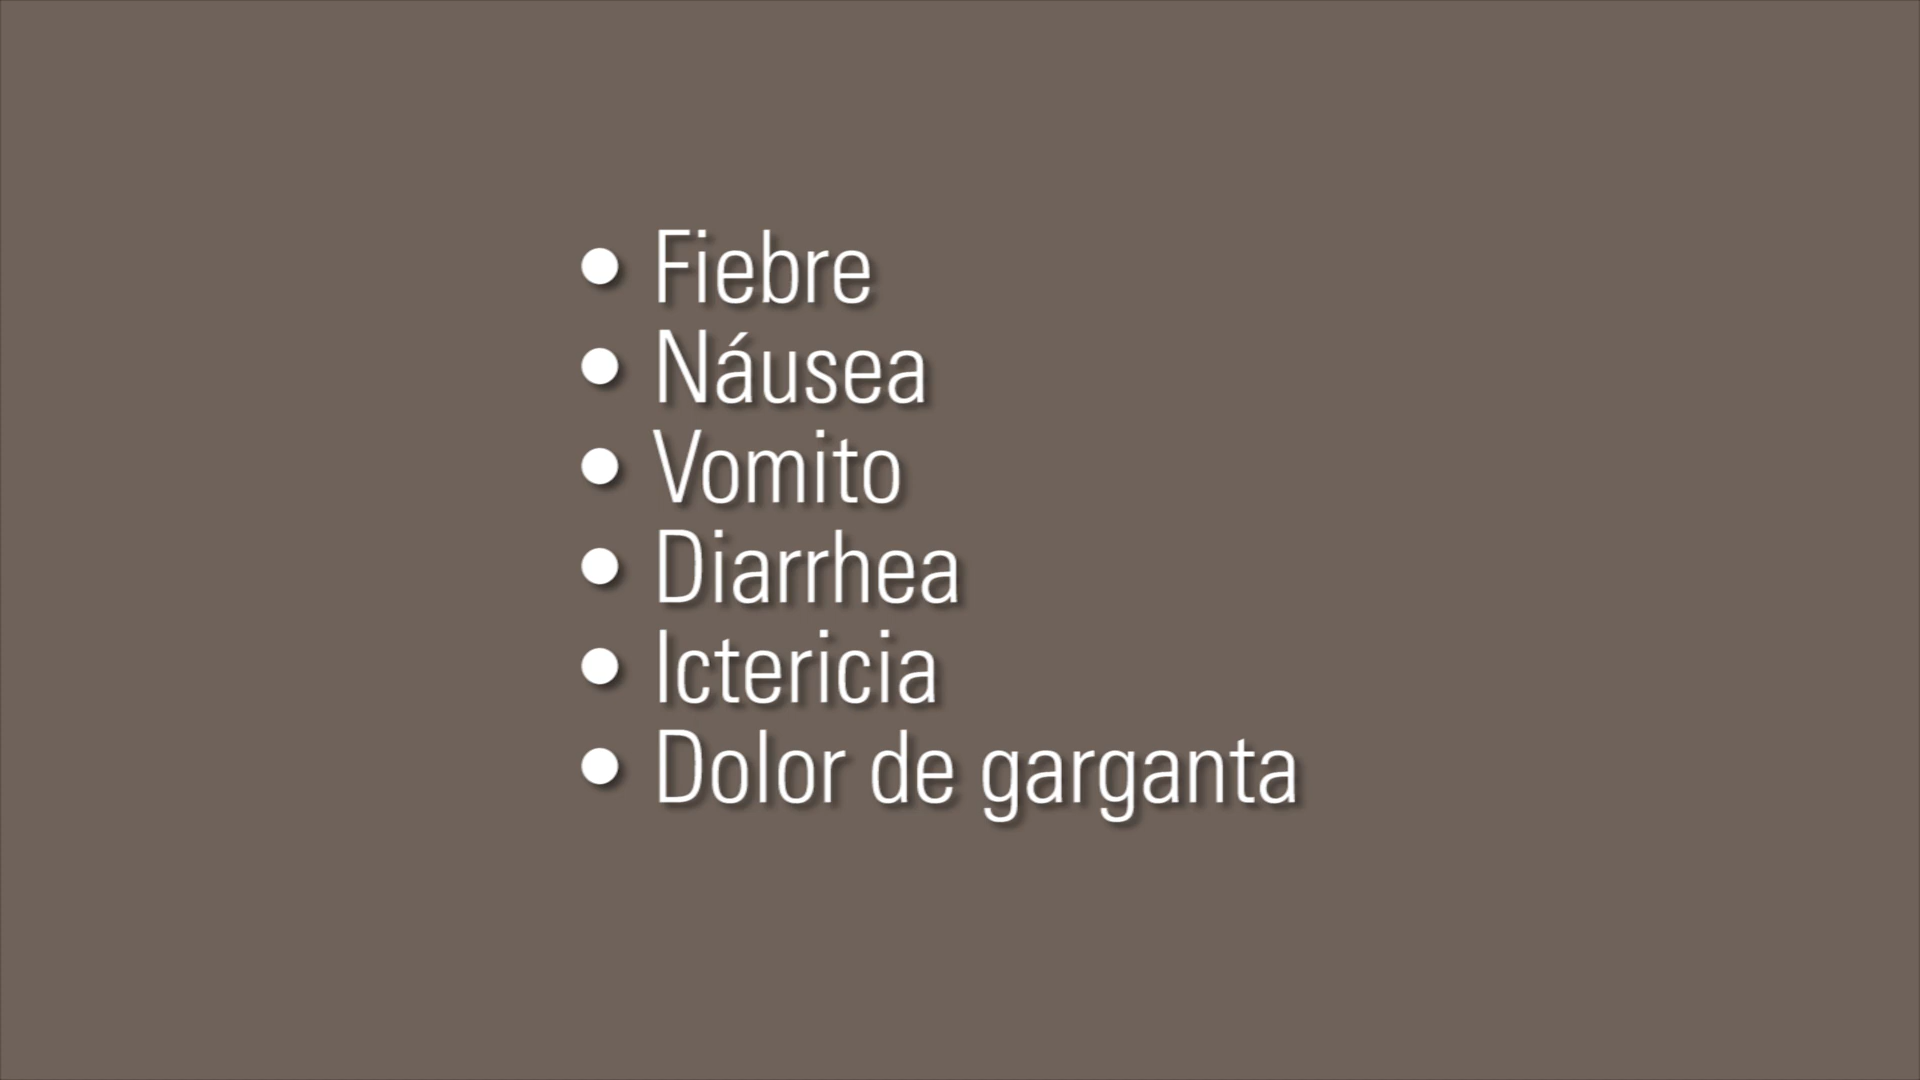 • Fiebre
• Náusea
• Vomito
• Diarrhea
• Ictericia
• Dolor de garganta